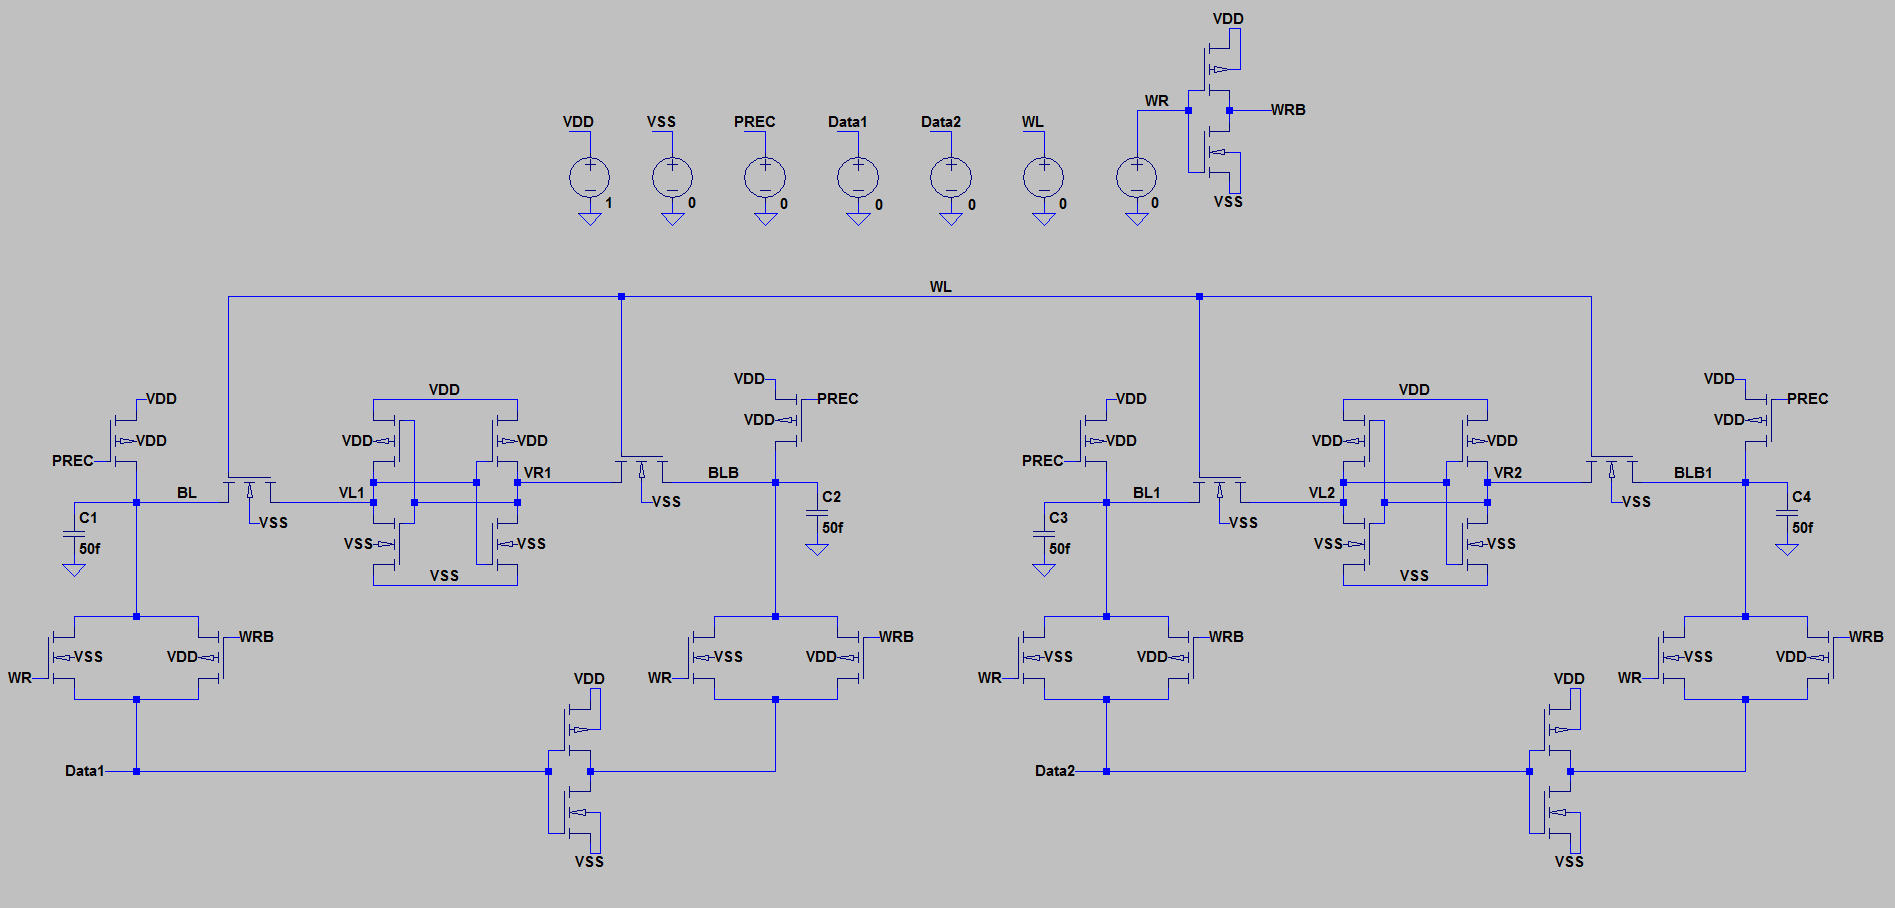 VDD
WR
WRB
VDD
VSS
PREC
Data1
Data2
WL
1
0
0
0
0
0
0
VSS
WL
VDD
VDD
PREC
VDD
VDD
VDD
PREC
VDD
VDD
VDD
VDD
PREC
VDD
VDD
VDD
PREC
VDD
VDD
VDD
VDD
PREC
BL
VL1
VR1
BLB
BL1
VL2
VR2
BLB1
C1
50f
VSS
VSS
VSS
VSS
VSS
C2
50f
C3
50f
VSS
VSS
VSS
VSS
VSS
C4
50f
WRB
VSS
VDD
WR
WRB
VSS
VDD
WR
WRB
VSS
VDD
WR
WRB
VSS
VDD
WR
VDD
VDD
Data1
Data2
VSS
VSS